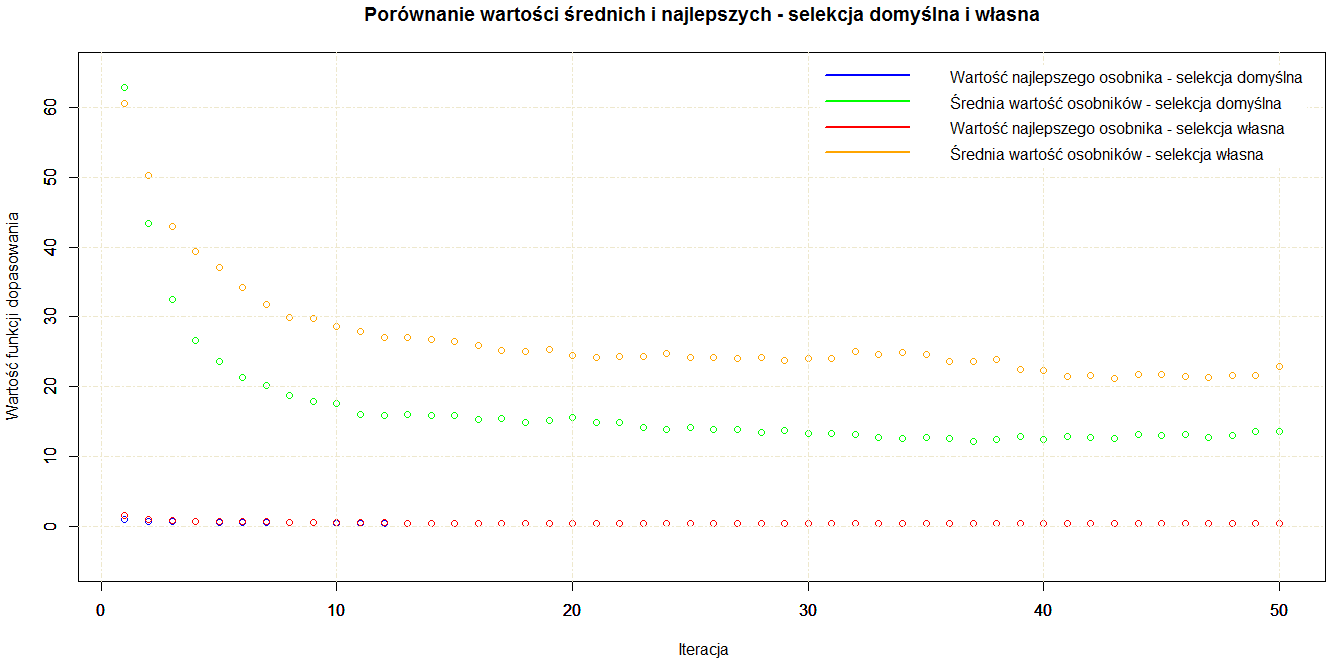 Porównanie wartości średnich i najlepszych - selekcja domyślna i własna
Wartość najlepszego osobnika - selekcja domyślna
Średnia wartość osobników - selekcja domyślna
Wartość najlepszego osobnika - selekcja własna
Średnia wartość osobników - selekcja własna
Wartość funkcji dopasowania
60
50
40
30
20
10
0
0 10 20 30 40 50
Iteracja